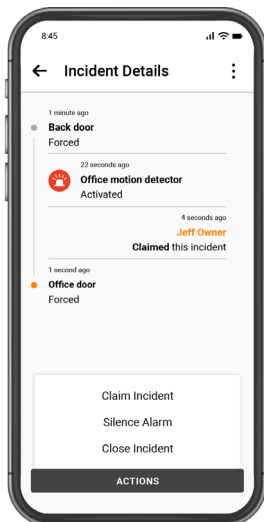 8:45
Incident Details
1 minute ago
Back door
Forced
22 seconds ago
Office motion detector
Activated
4 seconds ago
Jeff Owner
Claimed this incident
1 second ago
Office door
Forced
Claim Incident
Silence Alarm
Close Incident
ACTIONS